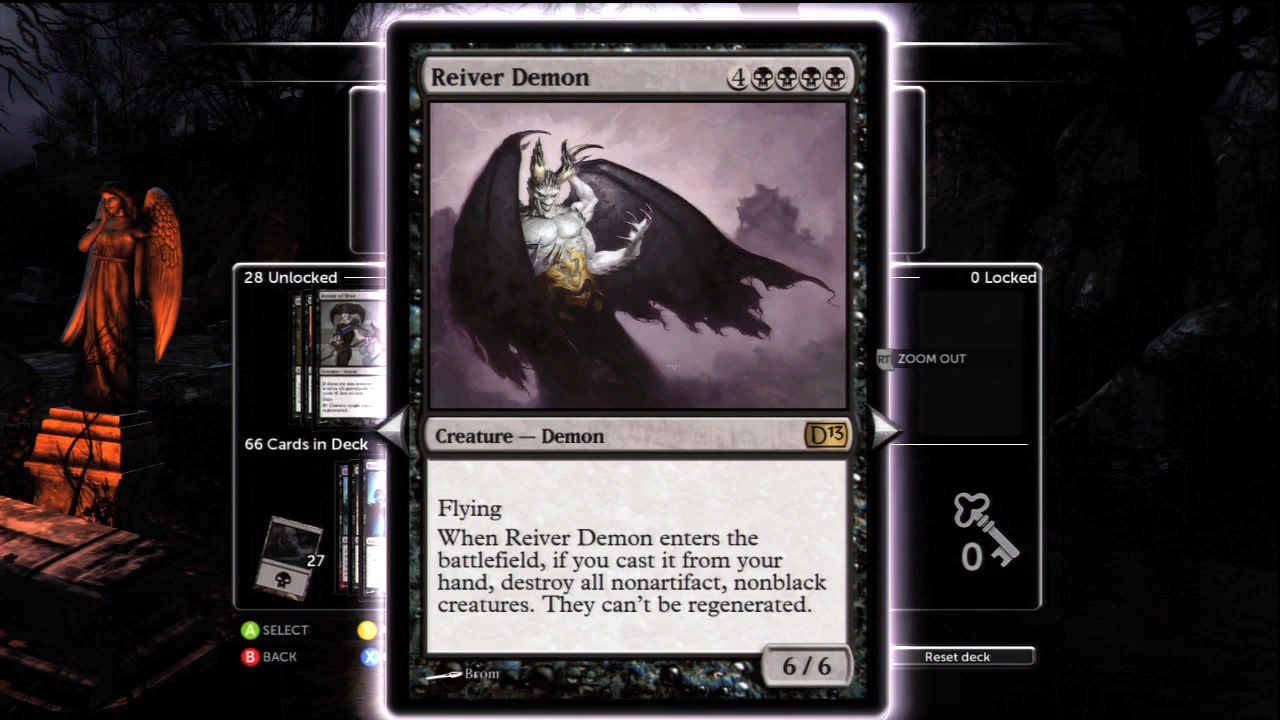 Reiver Demon 4
28 Unlocked
0 Locked
RT ZOOM OUT
66 Cards in Deck
Creature — Demon D13
Flying
When Reiver Demon enters the
battlefield, if you cast it from your
hand, destroy all nonartifact, nonblack
creatures. They can't be regenerated.
27
0
A SELECT
Y
B BACK
X
Reset deck
Brom
6 / 6